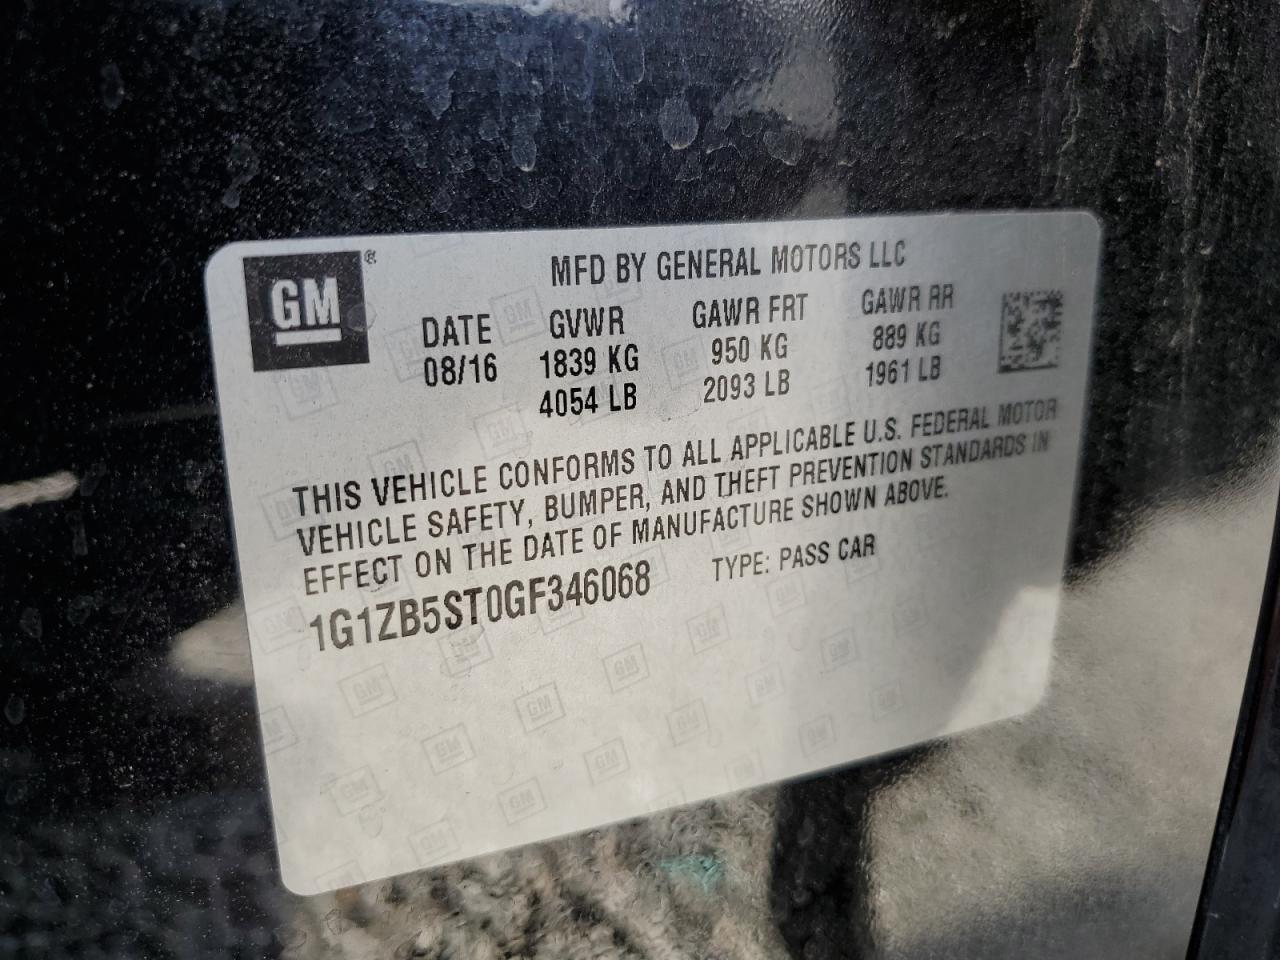 GM ®
MFD BY GENERAL MOTORS LLC
DATE GVWR GAWR FRT GAWR RR
08/16 1839 KG 950 KG 889 KG
4054 LB 2093 LB 1961 LB
THIS VEHICLE CONFORMS TO ALL APPLICABLE U.S. FEDERAL MOTOR
VEHICLE SAFETY, BUMPER, AND THEFT PREVENTION STANDARDS IN
EFFECT ON THE DATE OF MANUFACTURE SHOWN ABOVE.
1G1ZB5ST0GF346068 TYPE: PASS CAR